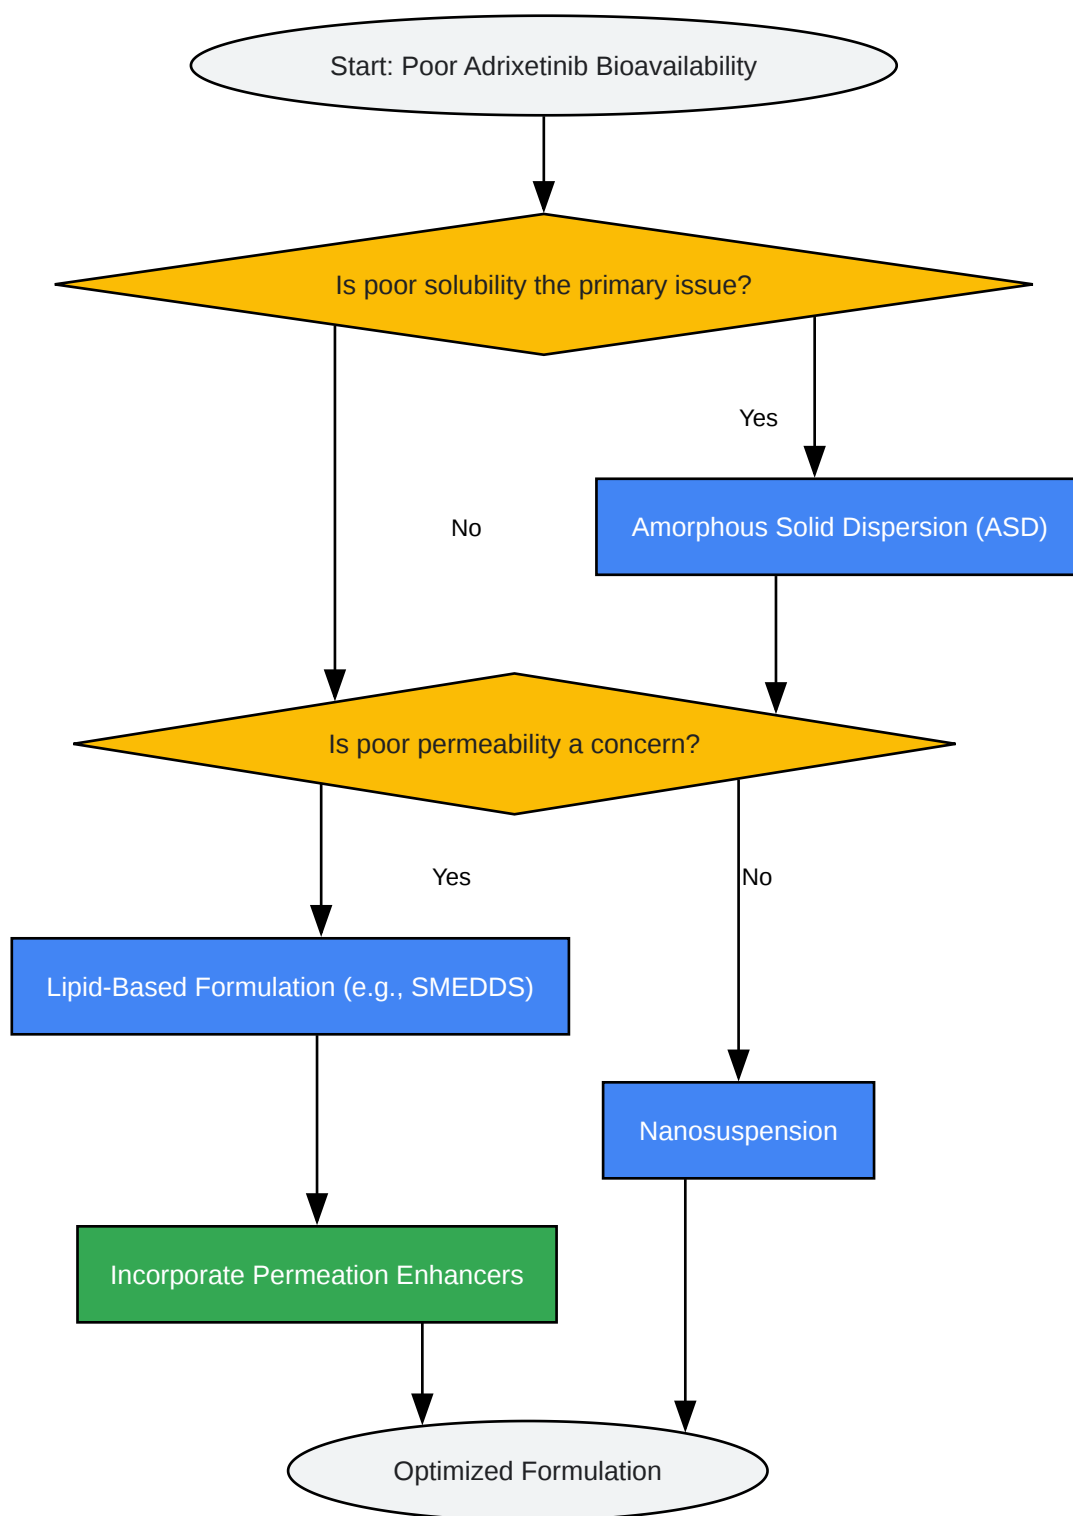 Start: Poor Adrixetinib Bioavailability
Is poor solubility the primary issue?
Yes
No
Amorphous Solid Dispersion (ASD)
Is poor permeability a concern?
Yes
No
Lipid-Based Formulation (e.g., SMEDDS)
Nanosuspension
Incorporate Permeation Enhancers
Optimized Formulation